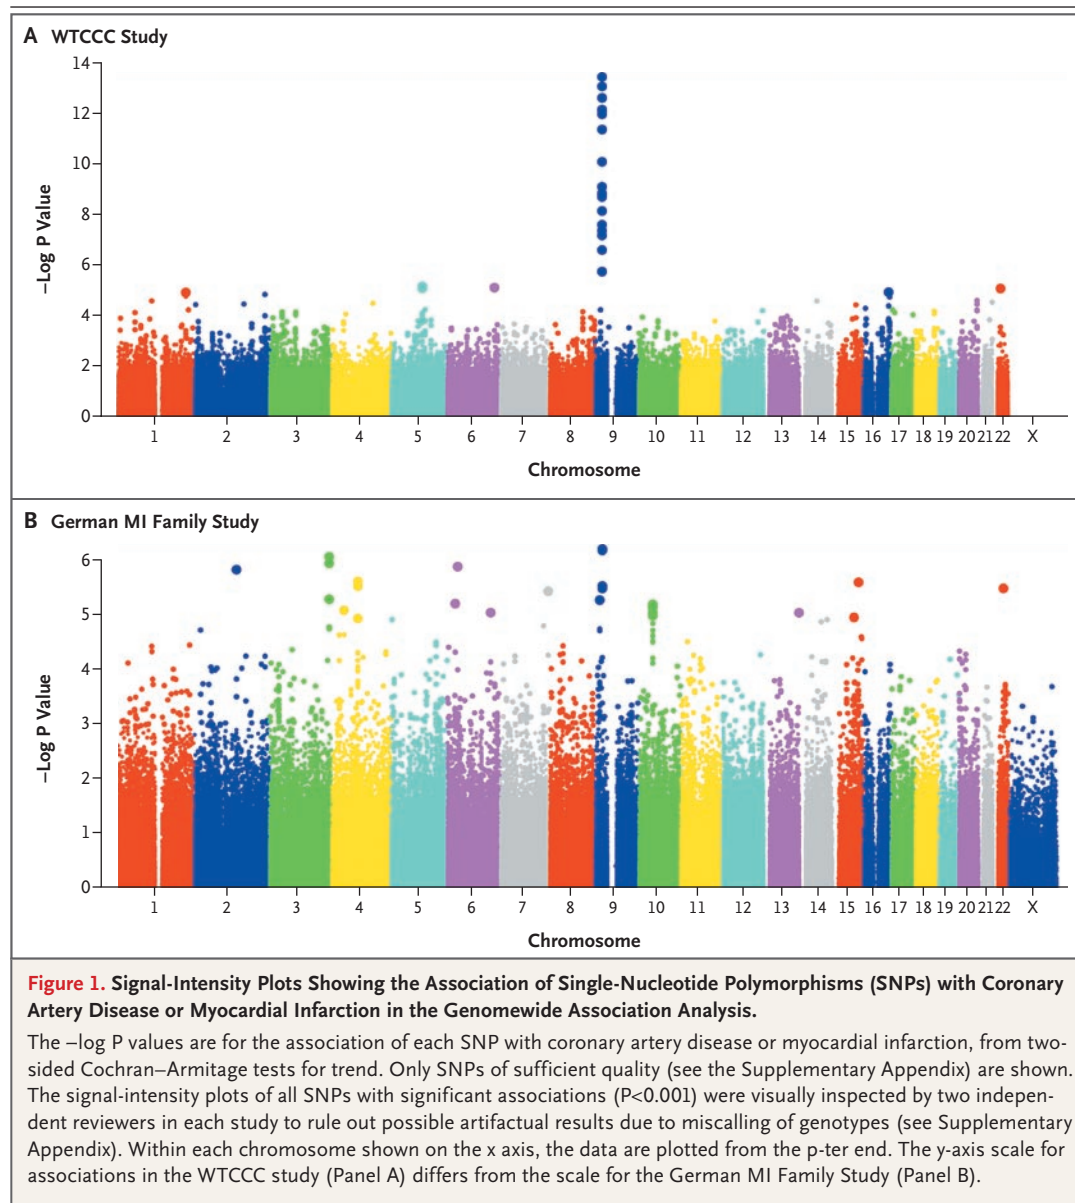 A WTCCC Study
14
12
10
8
6
4
2
0
–Log P Value
1 2 3 4 5 6 7 8 9 10 11 12 13 14 15 16 17 18 19 20 21 22 X
Chromosome
B German MI Family Study
6
5
4
3
2
1
0
–Log P Value
1 2 3 4 5 6 7 8 9 10 11 12 13 14 15 16 17 18 19 20 21 22 X
Chromosome
Figure 1. Signal-Intensity Plots Showing the Association of Single-Nucleotide Polymorphisms (SNPs) with Coronary
Artery Disease or Myocardial Infarction in the Genomewide Association Analysis.
The –log P values are for the association of each SNP with coronary artery disease or myocardial infarction, from two-
sided Cochran–Armitage tests for trend. Only SNPs of sufficient quality (see the Supplementary Appendix) are shown.
The signal-intensity plots of all SNPs with significant associations (P<0.001) were visually inspected by two indepen-
dent reviewers in each study to rule out possible artifactual results due to miscalling of genotypes (see Supplementary
Appendix). Within each chromosome shown on the x axis, the data are plotted from the p-ter end. The y-axis scale for
associations in the WTCCC study (Panel A) differs from the scale for the German MI Family Study (Panel B).